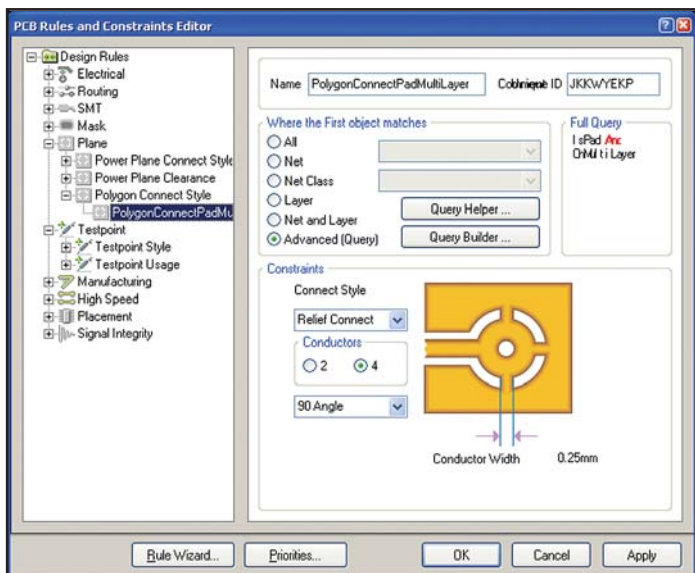 PCB Rules and Constraints Editor
Design Rules
Electrical
Routing
SMT
Mask
Plane
Power Plane Connect Style
Power Plane Clearance
Polygon Connect Style
PolygonConnectPadMu
Testpoint
Testpoint Style
Testpoint Usage
Manufacturing
High Speed
Placement
Signal Integrity
Name PolygonConnectPadMultiLayer ID JKKWYEKP
Where the First object matches
All
Net
Net Class
Layer
Net and Layer
Advanced (Query)
Query Helper ...
Query Builder ...
Full Query
IsPad And
OnMultiLayer
Constraints
Connect Style
Relief Connect
Conductors
2 4
90 Angle
Conductor Width 0.25mm
Rule Wizard... Priorities... OK Cancel Apply